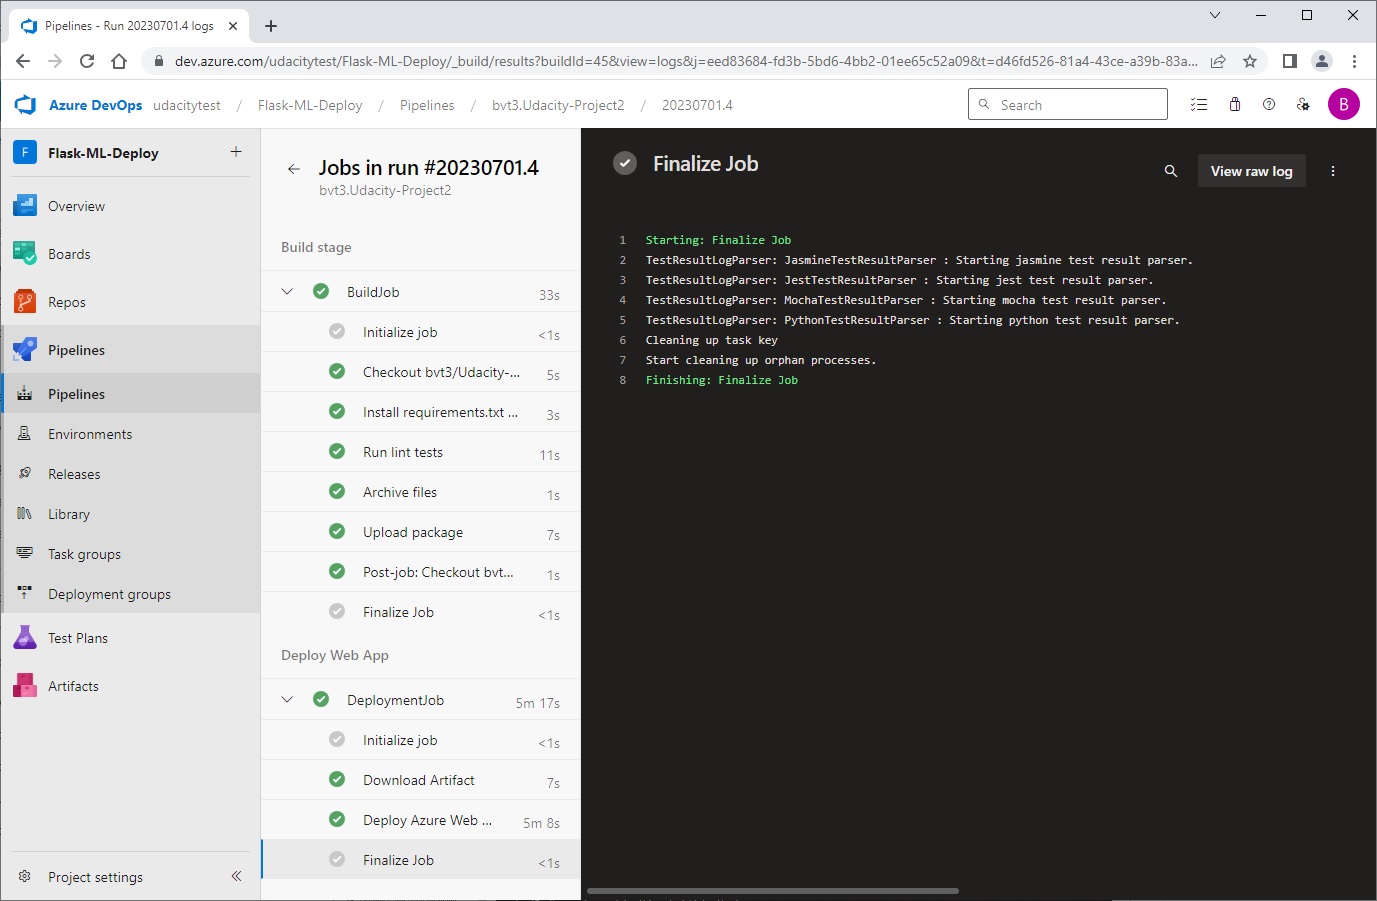 Pipelines - Run 20230701.4 logs
dev.azure.com/udacitytest/Flask-ML-Deploy/_build/results?buildId=45&view=logs&j=eed83684-fd3b-5bd6-4bb2-01ee65c52a09&t=d46fd526-81a4-43ce-a39b-83a...
Azure DevOps udacitytest / Flask-ML-Deploy / Pipelines / bvt3.Udacity-Project2 / 20230701.4
Search
B
F Flask-ML-Deploy
Overview
Boards
Repos
Pipelines
Pipelines
Environments
Releases
Library
Task groups
Deployment groups
Test Plans
Artifacts
Project settings
Jobs in run #20230701.4
bvt3.Udacity-Project2
Build stage
BuildJob 33s
Initialize job <1s
Checkout bvt3/Udacity-... 5s
Install requirements.txt ... 3s
Run lint tests 11s
Archive files 1s
Upload package 7s
Post-job: Checkout bvt... 1s
Finalize Job <1s
Deploy Web App
DeploymentJob 5m 17s
Initialize job <1s
Download Artifact 7s
Deploy Azure Web ... 5m 8s
Finalize Job <1s
Finalize Job
View raw log
1 Starting: Finalize Job
2 TestResultLogParser: JasmineTestResultParser : Starting jasmine test result parser.
3 TestResultLogParser: JestTestResultParser : Starting jest test result parser.
4 TestResultLogParser: MochaTestResultParser : Starting mocha test result parser.
5 TestResultLogParser: PythonTestResultParser : Starting python test result parser.
6 Cleaning up task key
7 Start cleaning up orphan processes.
8 Finishing: Finalize Job